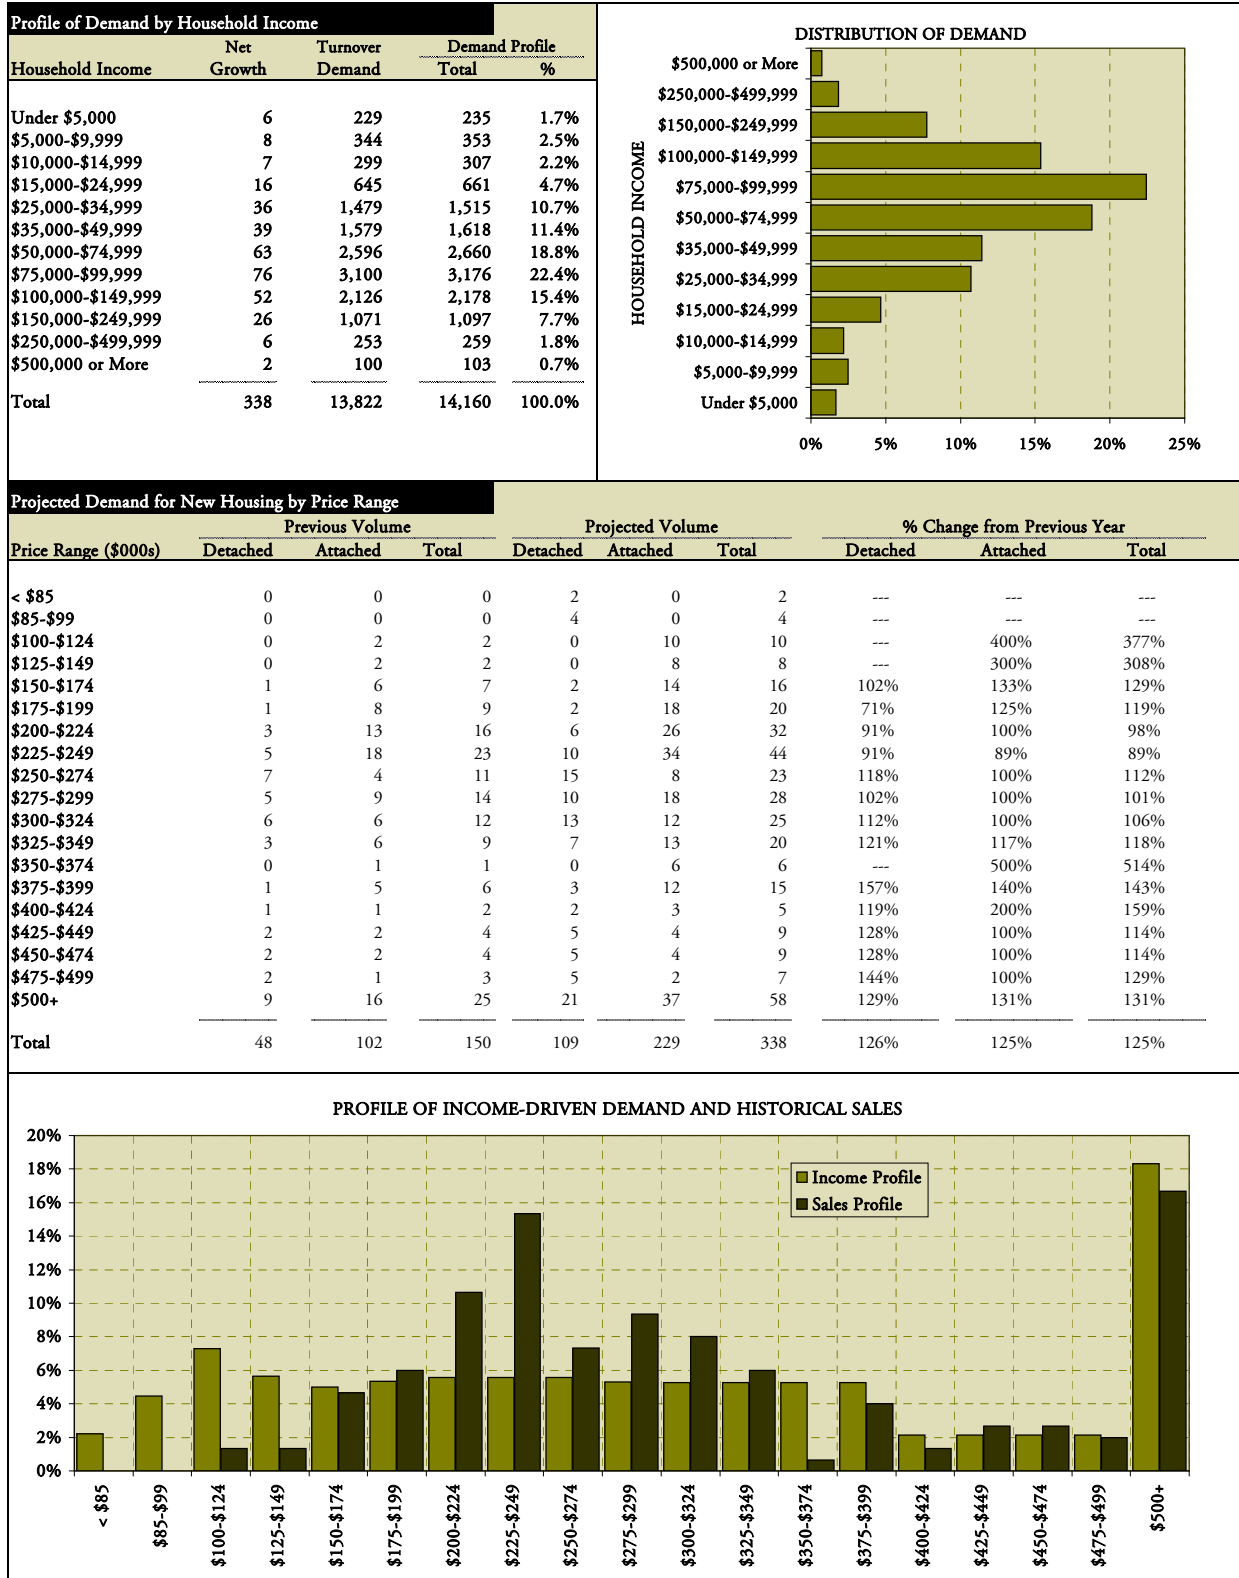 Profile of Demand by Household Income
Net Turnover Demand Profile
Household Income Growth Demand Total %
Under $5,000 6 229 235 1.7%
$5,000-$9,999 8 344 353 2.5%
$10,000-$14,999 7 299 307 2.2%
$15,000-$24,999 16 645 661 4.7%
$25,000-$34,999 36 1,479 1,515 10.7%
$35,000-$49,999 39 1,579 1,618 11.4%
$50,000-$74,999 63 2,596 2,660 18.8%
$75,000-$99,999 76 3,100 3,176 22.4%
$100,000-$149,999 52 2,126 2,178 15.4%
$150,000-$249,999 26 1,071 1,097 7.7%
$250,000-$499,999 6 253 259 1.8%
$500,000 or More 2 100 103 0.7%
Total 338 13,822 14,160 100.0%
DISTRIBUTION OF DEMAND
HOUSEHOLD INCOME
$500,000 or More
$250,000-$499,999
$150,000-$249,999
$100,000-$149,999
$75,000-$99,999
$50,000-$74,999
$35,000-$49,999
$25,000-$34,999
$15,000-$24,999
$10,000-$14,999
$5,000-$9,999
Under $5,000
0% 5% 10% 15% 20% 25%
Projected Demand for New Housing by Price Range
Previous Volume Projected Volume % Change from Previous Year
Price Range ($000s) Detached Attached Total Detached Attached Total Detached Attached Total
< $85 0 0 0 2 0 2 --- --- ---
$85-$99 0 0 0 4 0 4 --- --- ---
$100-$124 0 2 2 0 10 10 --- 400% 377%
$125-$149 0 2 2 0 8 8 --- 300% 308%
$150-$174 1 6 7 2 14 16 102% 133% 129%
$175-$199 1 8 9 2 18 20 71% 125% 119%
$200-$224 3 13 16 6 26 32 91% 100% 98%
$225-$249 5 18 23 10 34 44 91% 89% 89%
$250-$274 7 4 11 15 8 23 118% 100% 112%
$275-$299 5 9 14 10 18 28 102% 100% 101%
$300-$324 6 6 12 13 12 25 112% 100% 106%
$325-$349 3 6 9 7 13 20 121% 117% 118%
$350-$374 0 1 1 0 6 6 --- 500% 514%
$375-$399 1 5 6 3 12 15 157% 140% 143%
$400-$424 1 1 2 2 3 5 119% 200% 159%
$425-$449 2 2 4 5 4 9 128% 100% 114%
$450-$474 2 2 4 5 4 9 128% 100% 114%
$475-$499 2 1 3 5 2 7 144% 100% 129%
$500+ 9 16 25 21 37 58 129% 131% 131%
Total 48 102 150 109 229 338 126% 125% 125%
PROFILE OF INCOME-DRIVEN DEMAND AND HISTORICAL SALES
20%
18%
16%
14%
12%
10%
8%
6%
4%
2%
0%
Income Profile
Sales Profile
< $85
$85-$99
$100-$124
$125-$149
$150-$174
$175-$199
$200-$224
$225-$249
$250-$274
$275-$299
$300-$324
$325-$349
$350-$374
$375-$399
$400-$424
$425-$449
$450-$474
$475-$499
$500+